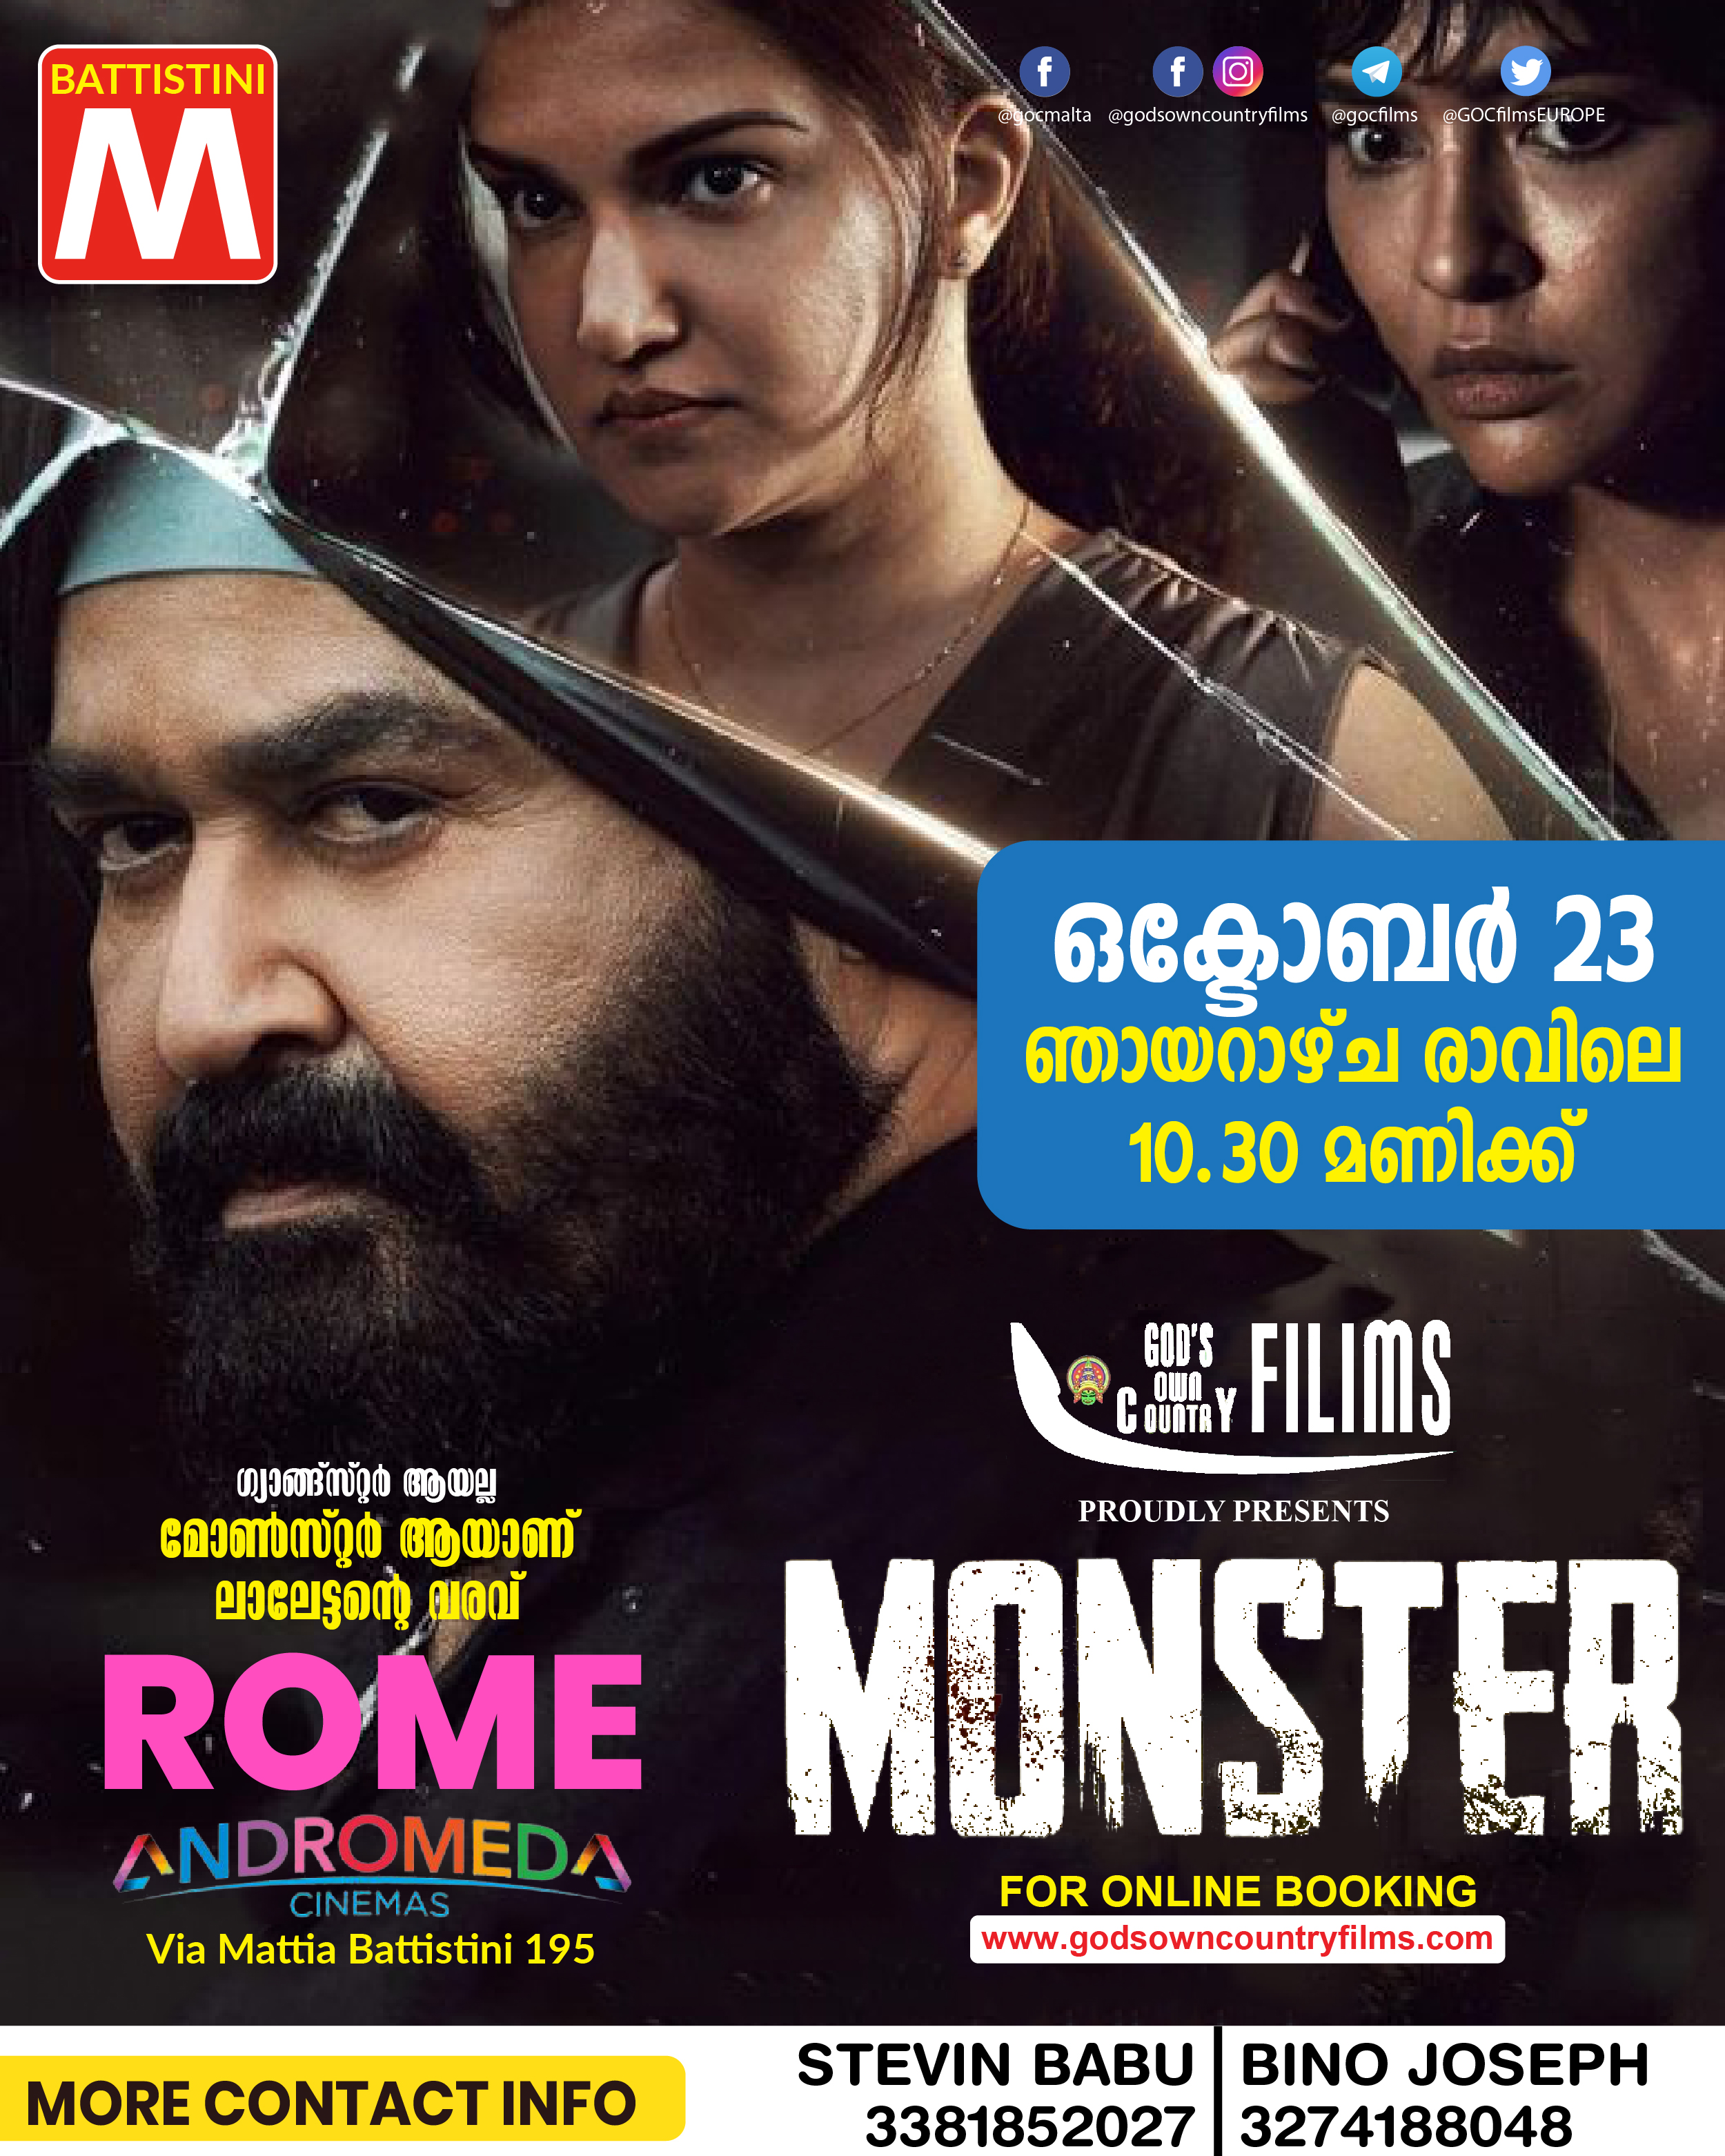 BATTISTINI
M
@gocmalta @godsowncountryfilms @gocfilms @GOCfilmsEUROPE
ഒക്ടോബർ 23
ഞായറാഴ്ച രാവിലെ
10.30 മണിക്ക്
GOD'S
OWN
COUNTRY FILIMS
PROUDLY PRESENTS
MONSTER
FOR ONLINE BOOKING
www.godsowncountryfilms.com
ഗ്യാങ്ങ്സ്റ്റർ ആയല്ല
മോൺസ്റ്റർ ആയാണ്
ലാലേട്ടന്റെ വരവ്
ROME
ANDROMEDA
CINEMAS
Via Mattia Battistini 195
MORE CONTACT INFO
STEVIN BABU
3381852027
BINO JOSEPH
3274188048